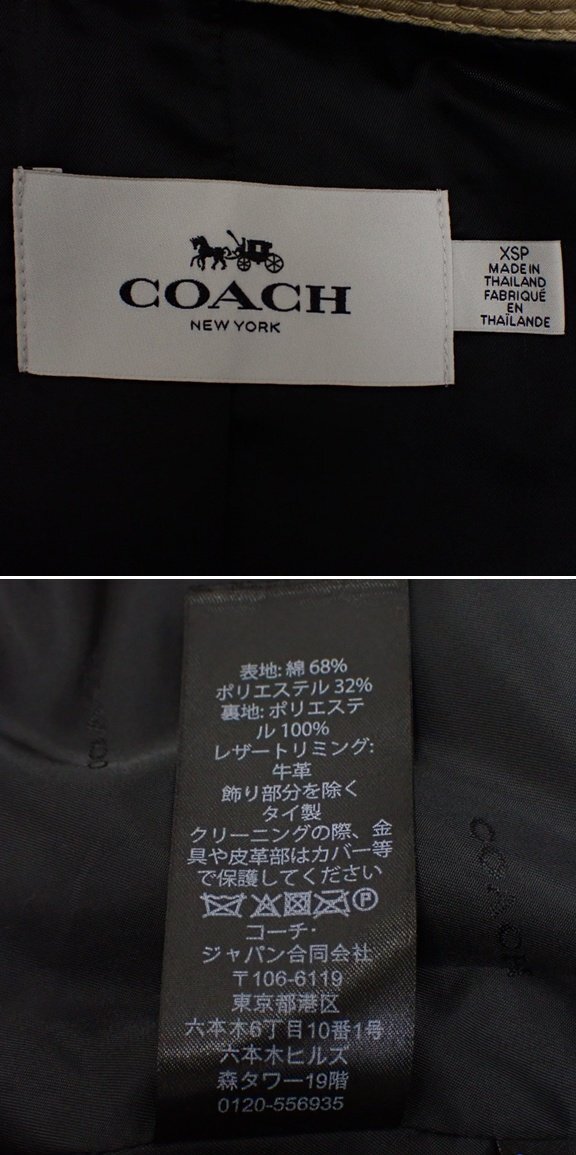 COACH
NEW YORK
XSP
MADE IN
THAILAND
FABRIQUÉ
EN
THAÏLANDE
表地: 綿 68%
ポリエステル 32%
裏地: ポリエステ
ル 100%
レザートリミング:
牛革
飾り部分を除く
タイ製
クリーニングの際、金
具や皮革部はカバー等
で保護してください
P
コーチ・
ジャパン合同会社
〒106-6119
東京都港区
六本木6丁目10番1号
六本木ヒルズ
森タワー19階
0120-556935
COACH